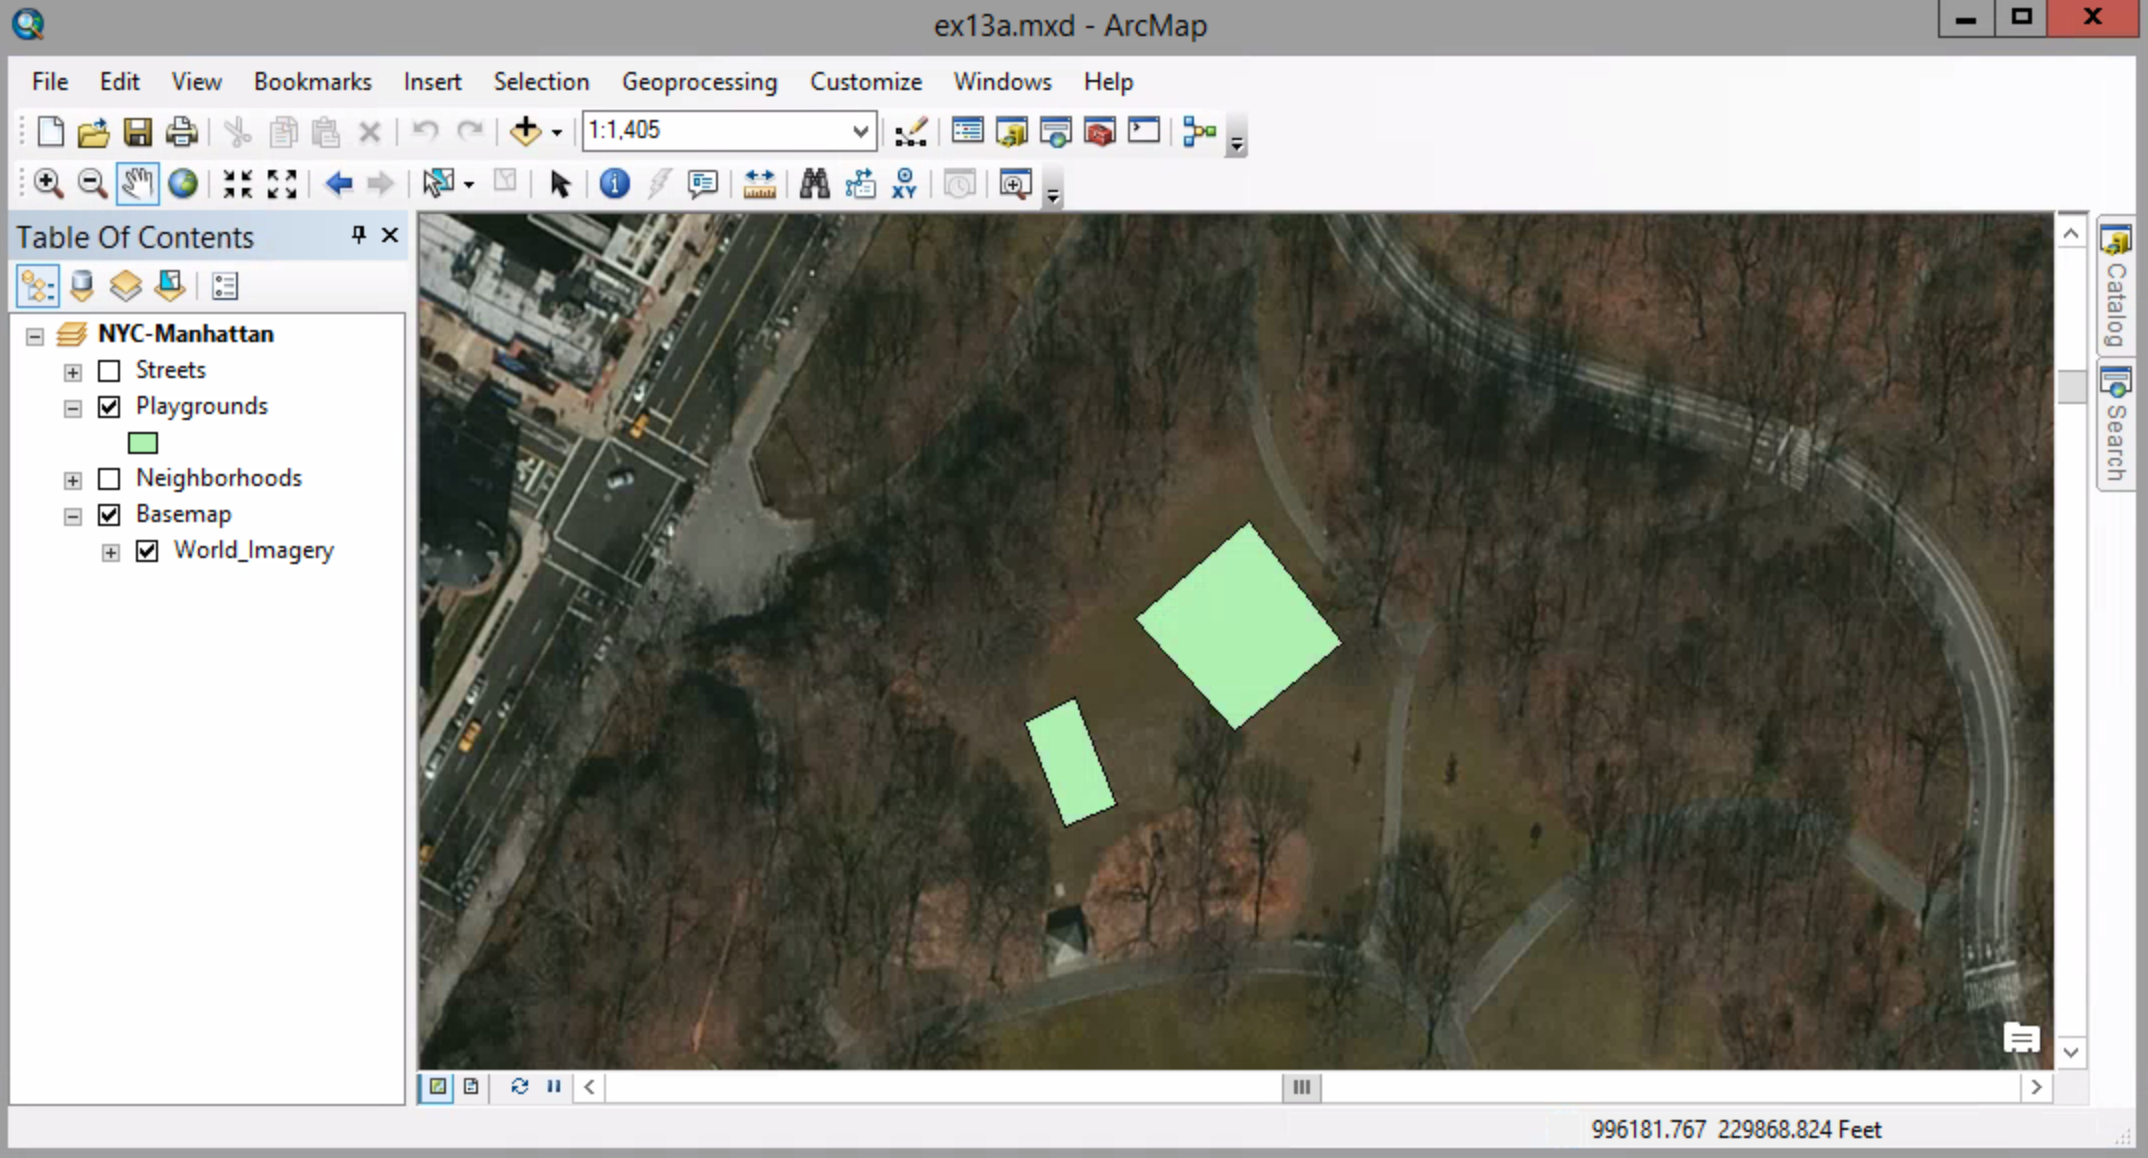 ex13a.mxd - ArcMap
File Edit View Bookmarks Insert Selection Geoprocessing Customize Windows Help
1:1,405
XY
Table Of Contents
NYC-Manhattan
Streets
Playgrounds
Neighborhoods
Basemap
World_Imagery
Catalog
Search
996181.767 229868.824 Feet